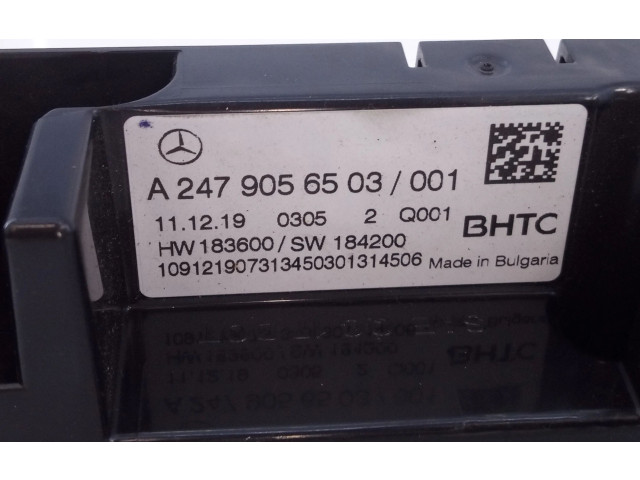 A 247 905 65 03 / 001
11.12.19 0305 2 Q001
HW 183600 / SW 184200
109121907313450301314506
BHTC
Made in Bulgaria